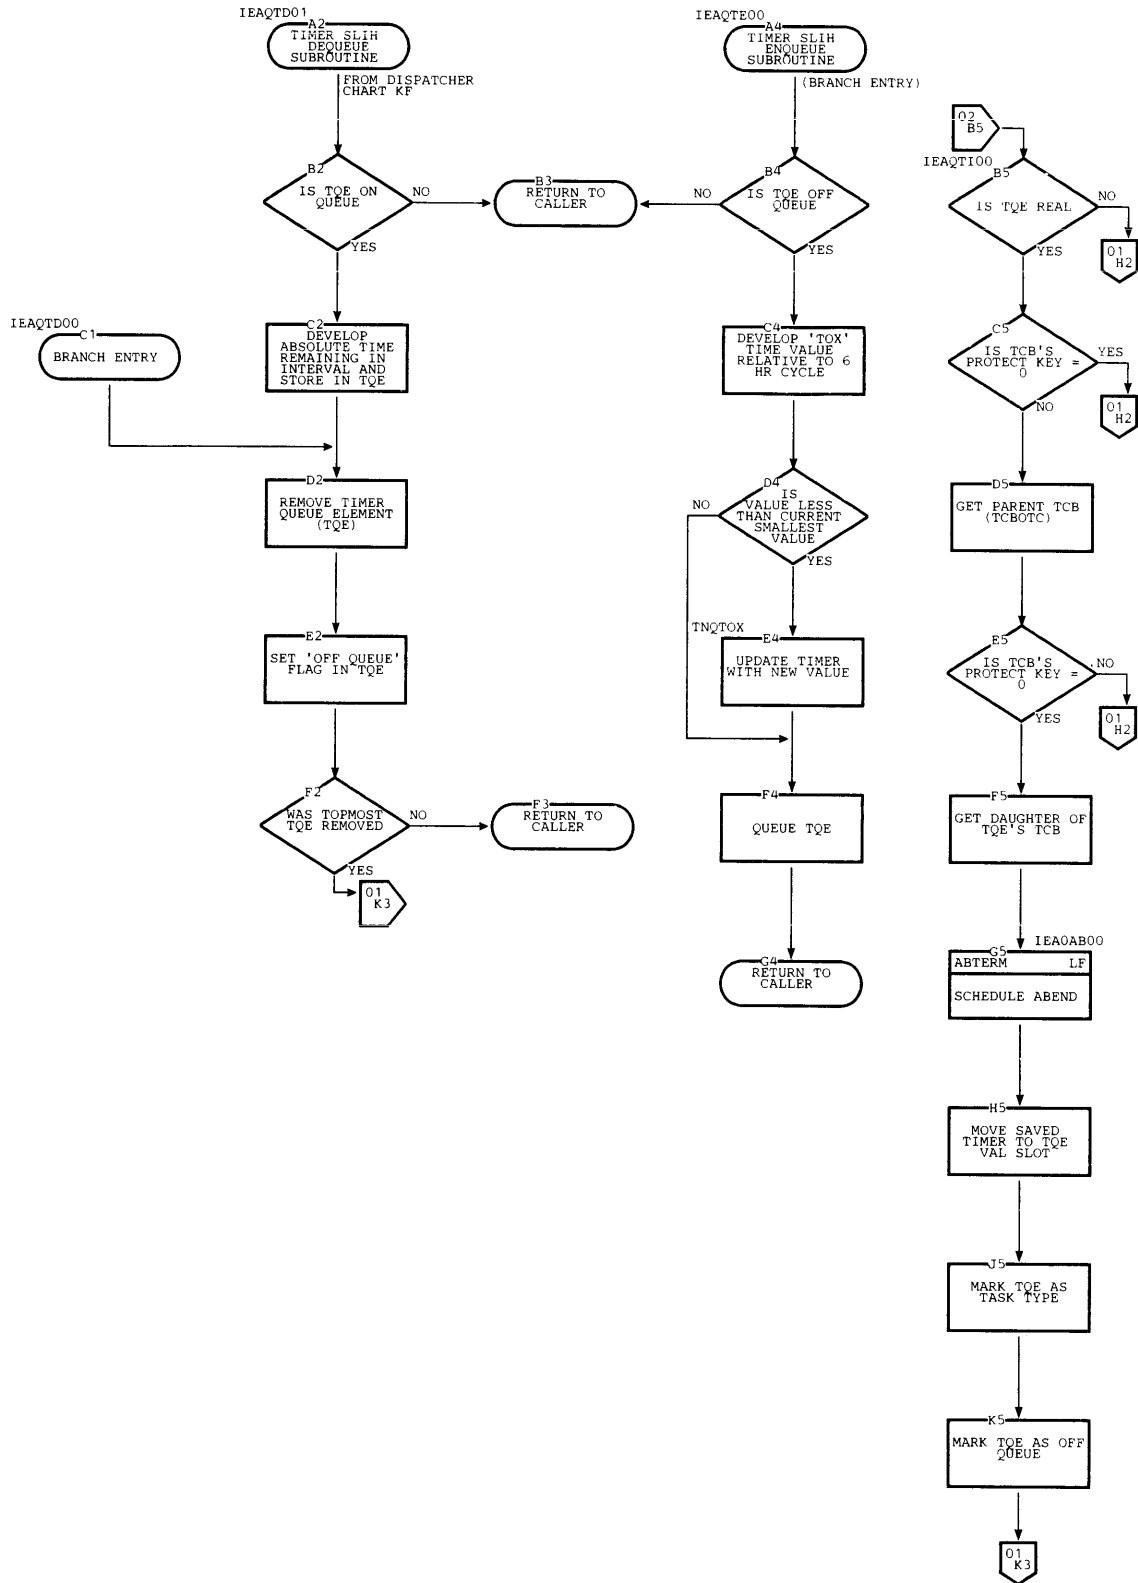 IEAQTD01
A2
TIMER SLIH
DEQUEUE
SUBROUTINE
FROM DISPATCHER
CHART KF
B2
IS TQE ON
QUEUE
NO
YES
B3
RETURN TO
CALLER
IEAQTD00
C1
BRANCH ENTRY
C2
DEVELOP
ABSOLUTE TIME
REMAINING IN
INTERVAL AND
STORE IN TQE
D2
REMOVE TIMER
QUEUE ELEMENT
(TQE)
E2
SET 'OFF QUEUE'
FLAG IN TQE
F2
WAS TOPMOST
TQE REMOVED
NO
YES
F3
RETURN TO
CALLER
01
K3
IEAQTE00
A4
TIMER SLIH
ENQUEUE
SUBROUTINE
(BRANCH ENTRY)
B4
IS TQE OFF
QUEUE
NO
YES
C4
DEVELOP 'TOX'
TIME VALUE
RELATIVE TO 6
HR CYCLE
D4
IS
VALUE LESS
THAN CURRENT
SMALLEST
VALUE
NO
YES
TNQTOX
E4
UPDATE TIMER
WITH NEW VALUE
F4
QUEUE TQE
G4
RETURN TO
CALLER
02
B5
IEAQTI00
B5
IS TQE REAL
NO
YES
01
H2
C5
IS TCB'S
PROTECT KEY =
0
YES
NO
01
H2
D5
GET PARENT TCB
(TCBOTC)
E5
IS TCB'S
PROTECT KEY =
0
NO
YES
01
H2
F5
GET DAUGHTER OF
TQE'S TCB
IEA0AB00
G5
ABTERM LF
SCHEDULE ABEND
H5
MOVE SAVED
TIMER TO TQE
VAL SLOT
J5
MARK TQE AS
TASK TYPE
K5
MARK TQE AS OFF
QUEUE
01
K3